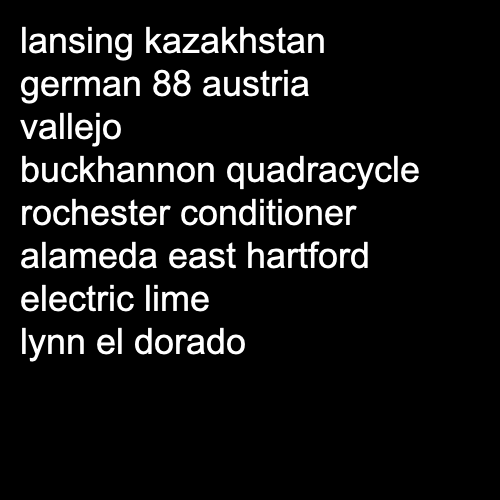 lansing kazakhstan
german 88 austria
vallejo
buckhannon quadracycle
rochester conditioner
alameda east hartford
electric lime
lynn el dorado